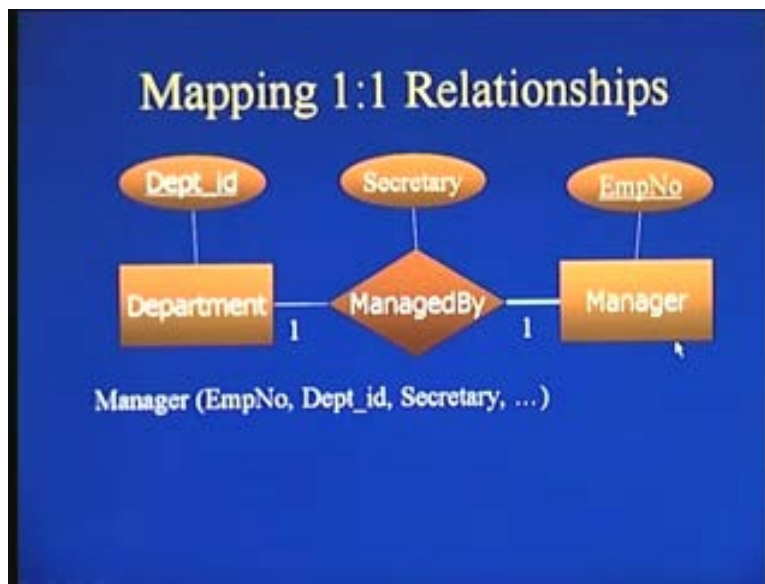 Mapping 1:1 Relationships
Dept_id Secretary EmpNo
Department ManagedBy Manager
1 1
Manager (EmpNo, Dept_id, Secretary, ...)